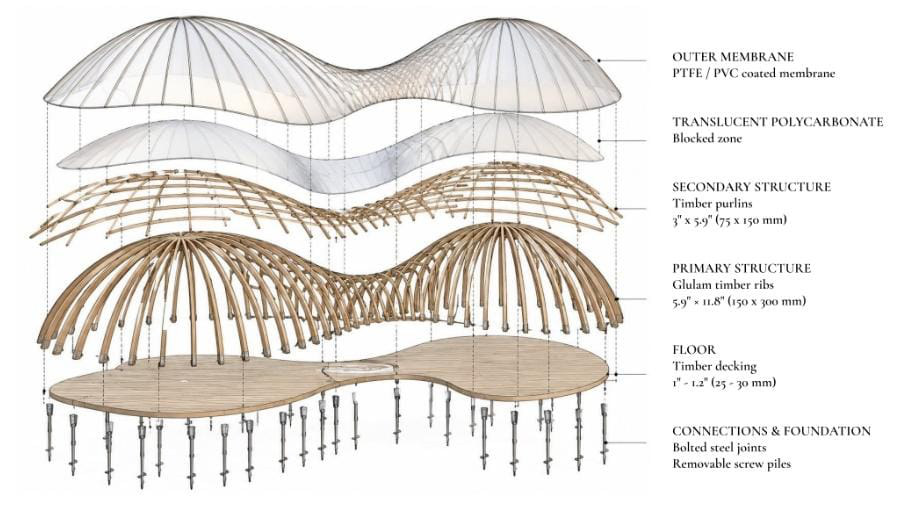 OUTER MEMBRANE
PTFE / PVC coated membrane
TRANSLUCENT POLYCARBONATE
Blocked zone
SECONDARY STRUCTURE
Timber purlins
3" x 5.9" (75 x 150 mm)
PRIMARY STRUCTURE
Glulam timber ribs
5.9" × 11.8" (150 x 300 mm)
FLOOR
Timber decking
1" - 1.2" (25 - 30 mm)
CONNECTIONS & FOUNDATION
Bolted steel joints
Removable screw piles